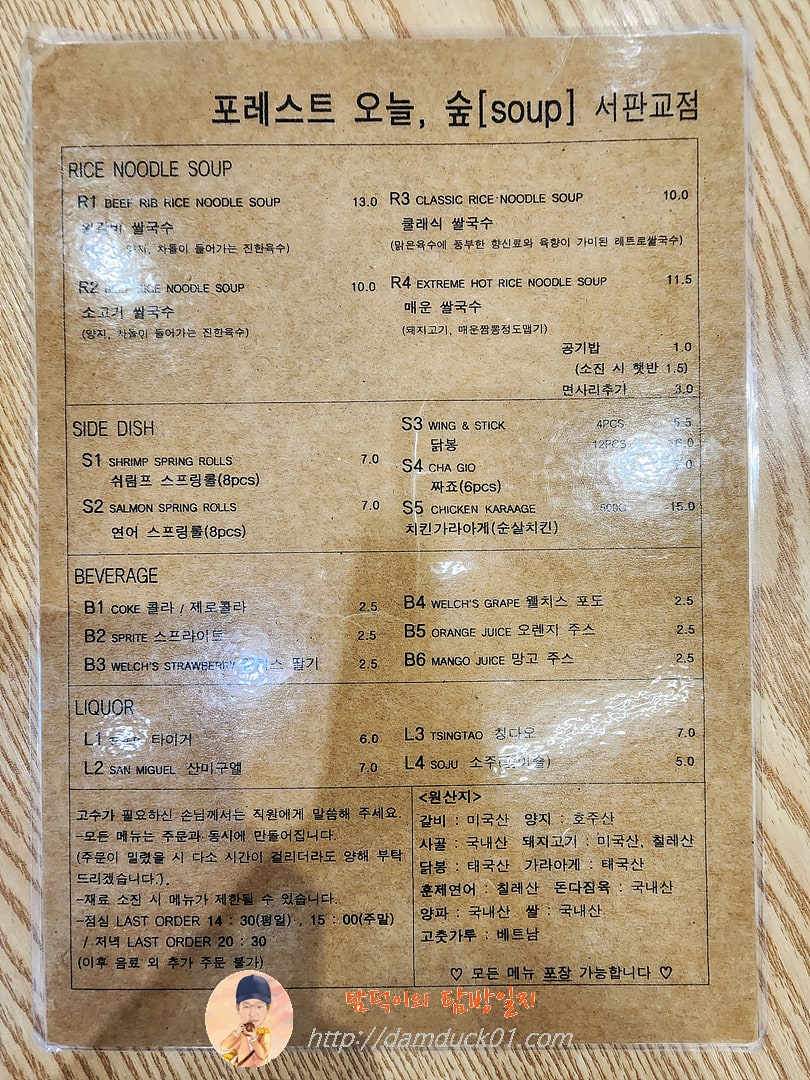 포레스트 오늘, 숲[soup] 서판교점
RICE NOODLE SOUP
R1 BEEF RIB RICE NOODLE SOUP 13.0
쌀국수
차돌이 들어가는 진한육수)
R2 BEEF RICE NOODLE SOUP 10.0
소고기 쌀국수
(양지, 차돌이 들어가는 진한육수)
R3 CLASSIC RICE NOODLE SOUP 10.0
클래식 쌀국수
(맑은육수에 풍부한 향신료와 육향이 가미된 레트로쌀국수)
R4 EXTREME HOT RICE NOODLE SOUP 11.5
매운 쌀국수
(돼지고기, 매운짬뽕정도맵기)
공기밥 1.0
(소진 시 햇반 1.5)
면사리추가 3.0
SIDE DISH
S1 SHRIMP SPRING ROLLS 7.0
쉬림프 스프링롤(8pcs)
S2 SALMON SPRING ROLLS 7.0
연어 스프링롤(8pcs)
S3 WING & STICK 4PCS 5.5
닭봉 12PCS
S4 CHA GIO
짜죠(6pcs)
S5 CHICKEN KARAAGE 500G 15.0
치킨가라아게(순살치킨)
BEVERAGE
B1 COKE 콜라 / 제로콜라 2.5
B2 SPRITE 스프라이트 2.5
B3 WELCH'S STRAWBERRY 딸기 2.5
B4 WELCH'S GRAPE 웰치스 포도 2.5
B5 ORANGE JUICE 오렌지 주스 2.5
B6 MANGO JUICE 망고 주스 2.5
LIQUOR
L1 타이거 6.0
L2 SAN MIGUEL 산미구엘 7.0
L3 TSINGTAO 칭다오 7.0
L4 SOJU 소주 5.0
고수가 필요하신 손님께서는 직원에게 말씀해 주세요.
-모든 메뉴는 주문과 동시에 만들어집니다.
(주문이 밀렸을 시 다소 시간이 걸리더라도 양해 부탁
드리겠습니다.).
-재료 소진 시 메뉴가 제한될 수 있습니다.
-점심 LAST ORDER 14 : 30(평일) , 15 : 00(주말)
/ 저녁 LAST ORDER 20 : 30
(이후 음료 외 추가 주문 불가)
<원산지>
갈비 : 미국산 양지 : 호주산
사골 : 국내산 돼지고기 : 미국산, 칠레산
닭봉 : 태국산 가라아게 : 태국산
훈제연어 : 칠레산 돈다짐육 : 국내산
양파 : 국내산 쌀 : 국내산
고춧가루 : 베트남
♡ 모든 메뉴 포장 가능합니다 ♡
담덕이의 탐방일지
http://damduck01.com